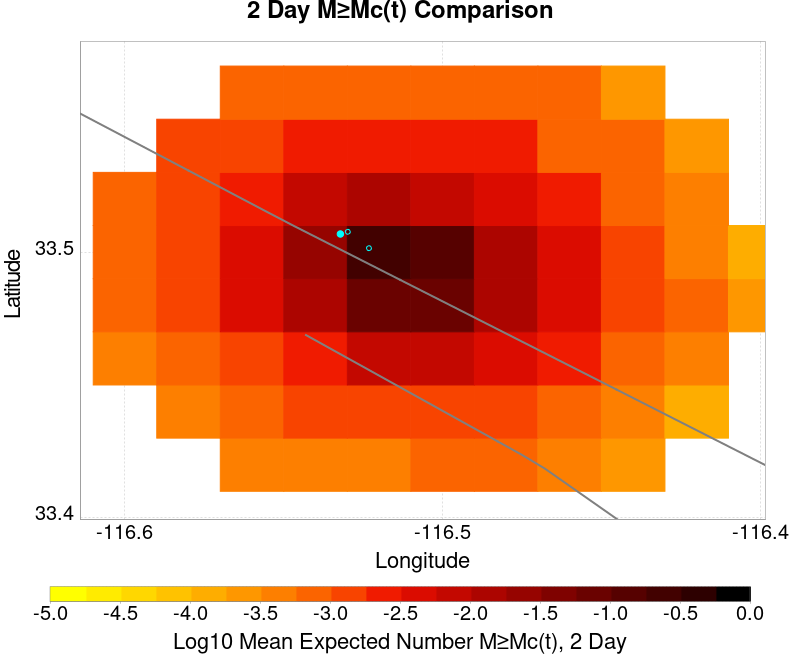 2 Day M≥Mc(t) Comparison
Latitude
33.5
33.4
-116.6 -116.5 -116.4
Longitude
-5.0 -4.5 -4.0 -3.5 -3.0 -2.5 -2.0 -1.5 -1.0 -0.5 0.0
Log10 Mean Expected Number M≥Mc(t), 2 Day